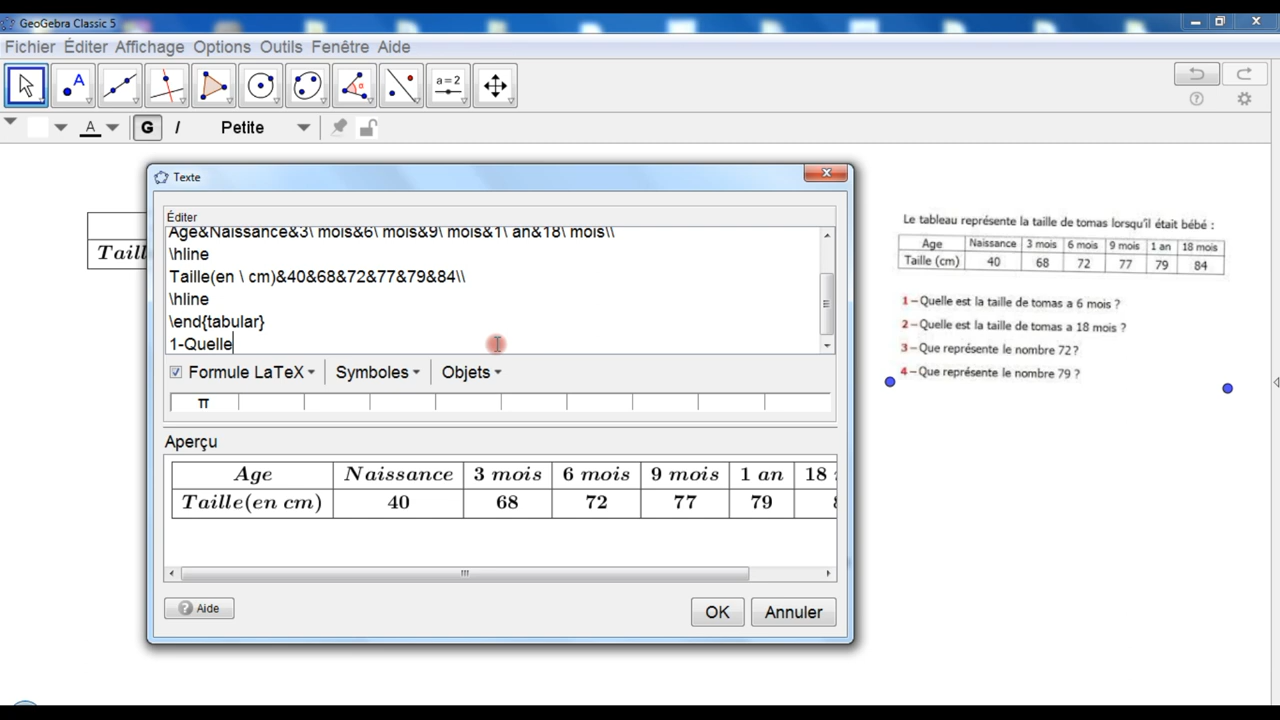 GeoGebra Classic 5
Fichier Éditer Affichage Options Outils Fenêtre Aide
A
a=2
A G I Petite
Texte
Éditer
Age&Naissance&3\ mois&6\ mois&9\ mois&1\ an&18\ mois\\
\hline
Taille(en \ cm)&40&68&72&77&79&84\\
\hline
\end{tabular}
1-Quelle
Formule LaTeX Symboles Objets
π
Aperçu
Age Naissance 3 mois 6 mois 9 mois 1 an 18
Taille(en cm) 40 68 72 77 79
Aide OK Annuler
Taill
Le tableau représente la taille de tomas lorsqu'il était bébé :
Age Naissance 3 mois 6 mois 9 mois 1 an 18 mois
Taille (cm) 40 68 72 77 79 84
1 – Quelle est la taille de tomas a 6 mois ?
2 – Quelle est la taille de tomas a 18 mois ?
3 – Que représente le nombre 72?
4 – Que représente le nombre 79 ?